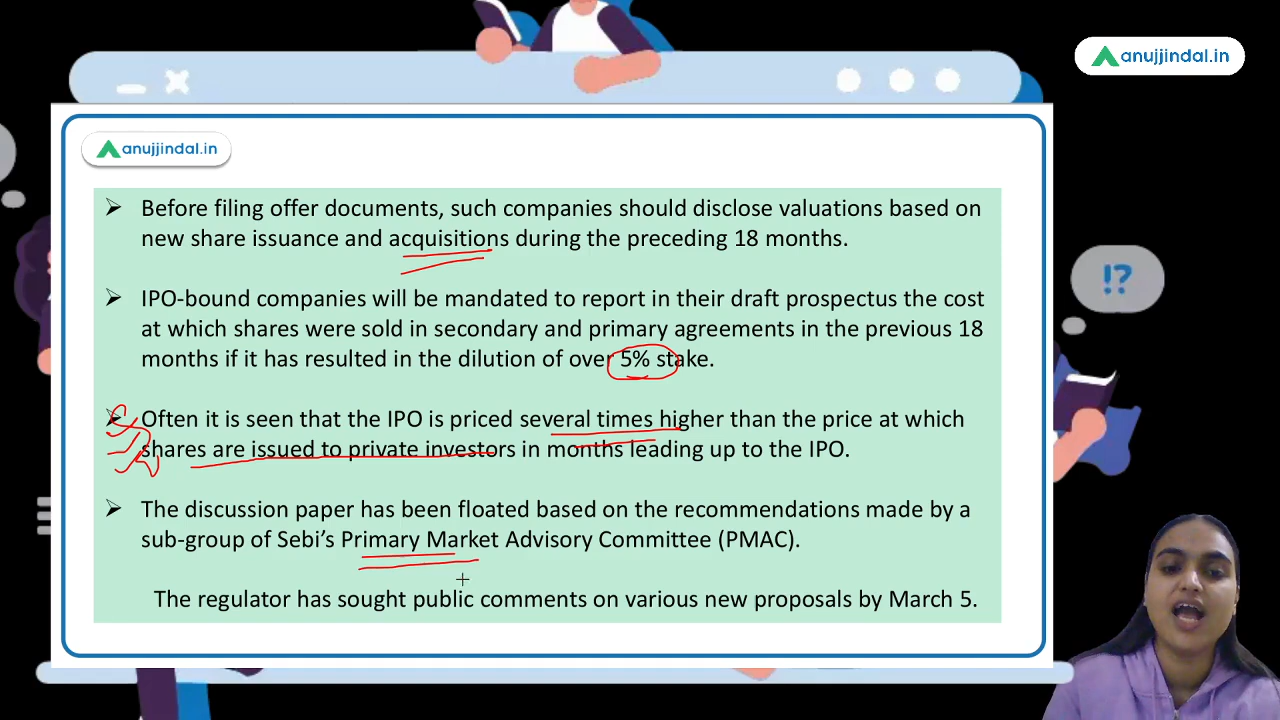 anujjindal.in
anujjindal.in
Before filing offer documents, such companies should disclose valuations based on
new share issuance and acquisitions during the preceding 18 months.
IPO-bound companies will be mandated to report in their draft prospectus the cost
at which shares were sold in secondary and primary agreements in the previous 18
months if it has resulted in the dilution of over 5% stake.
Often it is seen that the IPO is priced several times higher than the price at which
shares are issued to private investors in months leading up to the IPO.
The discussion paper has been floated based on the recommendations made by a
sub-group of Sebi's Primary Market Advisory Committee (PMAC).
The regulator has sought public comments on various new proposals by March 5.
!?